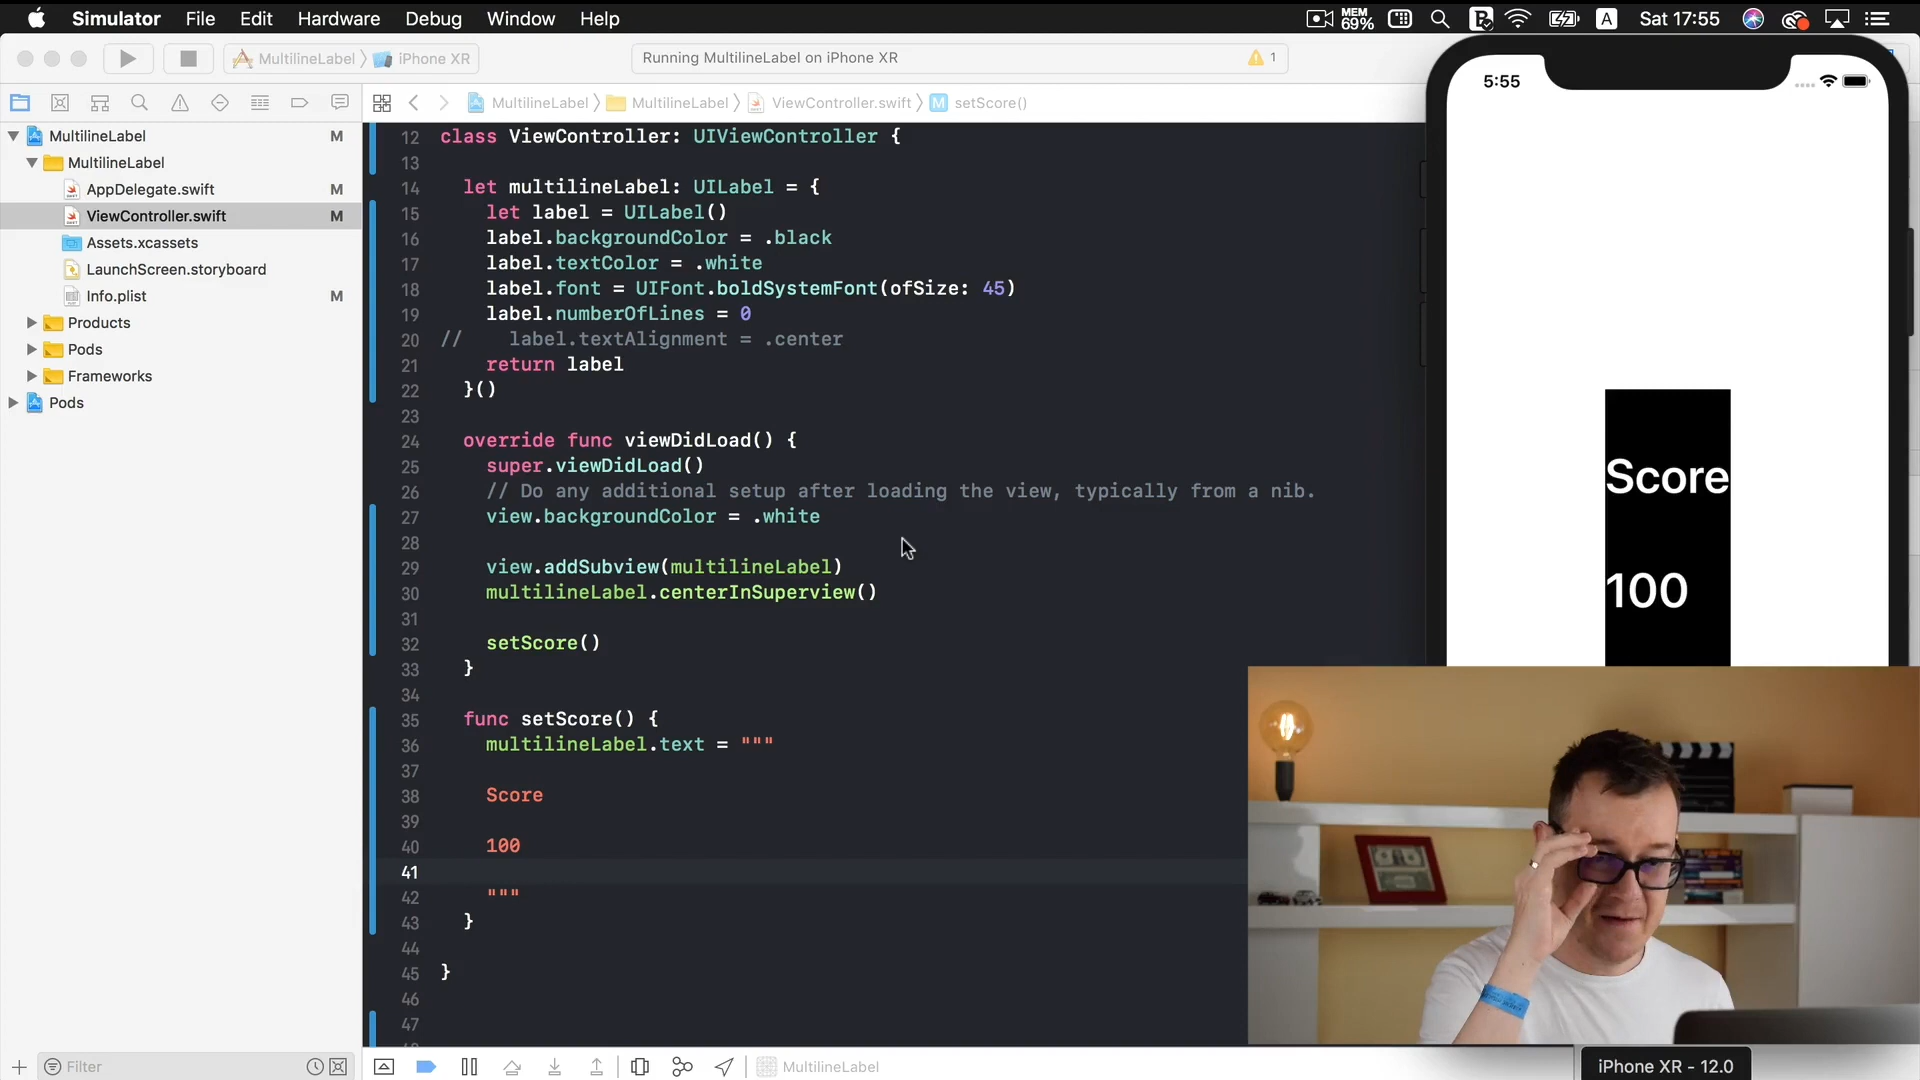 Simulator File Edit Hardware Debug Window Help
MEM 69% A Sat 17:55
MultilineLabel iPhone XR
Running MultilineLabel on iPhone XR
1
MultilineLabel MultilineLabel ViewController.swift M setScore()
MultilineLabel M
MultilineLabel
AppDelegate.swift M
ViewController.swift M
Assets.xcassets
LaunchScreen.storyboard
Info.plist M
Products
Pods
Frameworks
Pods
12 class ViewController: UIViewController {
13
14 let multilineLabel: UILabel = {
15 let label = UILabel()
16 label.backgroundColor = .black
17 label.textColor = .white
18 label.font = UIFont.boldSystemFont(ofSize: 45)
19 label.numberOfLines = 0
20 // label.textAlignment = .center
21 return label
22 }()
23
24 override func viewDidLoad() {
25 super.viewDidLoad()
26 // Do any additional setup after loading the view, typically from a nib.
27 view.backgroundColor = .white
28
29 view.addSubview(multilineLabel)
30 multilineLabel.centerInSuperview()
31
32 setScore()
33 }
34
35 func setScore() {
36 multilineLabel.text = """
37
38 Score
39
40 100
41
42 """
43 }
44
45 }
46
47
5:55
Score
100
Filter
MultilineLabel
iPhone XR - 12.0